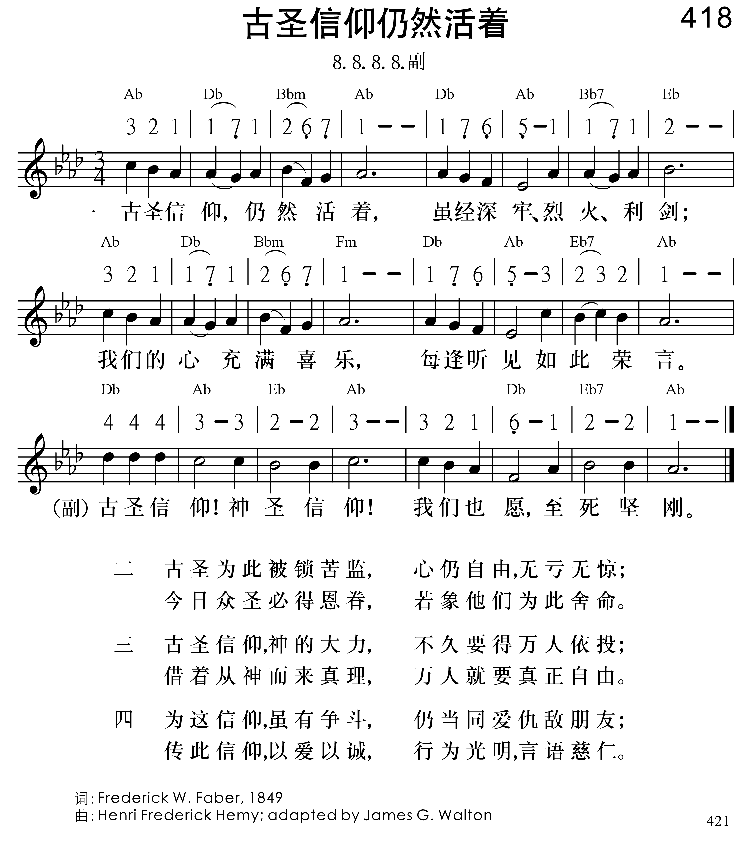 古圣信仰仍然活着 418
8. 8. 8. 8. 副
Ab Db Bbm Ab Db Ab Bb7 Eb
3 2 1 | 1 7 1 | 2 6 7 | 1 – – | 1 7 6 | 5 – 1 | 1 7 1 | 2 – – |
3 4
一 古圣信 仰, 仍 然 活 着, 虽经深 牢、烈 火、利 剑;
Ab Db Bbm Fm Db Ab Eb7 Ab
3 2 1 | 1 7 1 | 2 6 7 | 1 – – | 1 7 6 | 5 – 3 | 2 3 2 | 1 – – |
我们的 心 充满 喜 乐, 每逢听 见 如 此 荣 言。
Db Ab Eb Ab Db Eb7 Ab
4 4 4 | 3 – 3 | 2 – 2 | 3 – – | 3 2 1 | 6 – 1 | 2 – 2 | 1 – – ‖
(副) 古圣信 仰! 神 圣 信 仰! 我们也 愿, 至 死 坚 刚。
二 古圣为此被锁苦监, 心仍自由,无亏无惊;
今日众圣必得恩眷, 若象他们为此舍命。
三 古圣信仰,神的大力, 不久要得万人依投;
借着从神而来真理, 万人就要真正自由。
四 为这信仰,虽有争斗, 仍当同爱仇敌朋友;
传此信仰,以爱以诚, 行为光明,言语慈仁。
词: Frederick W. Faber, 1849
曲: Henri Frederick Hemy; adapted by James G. Walton
421